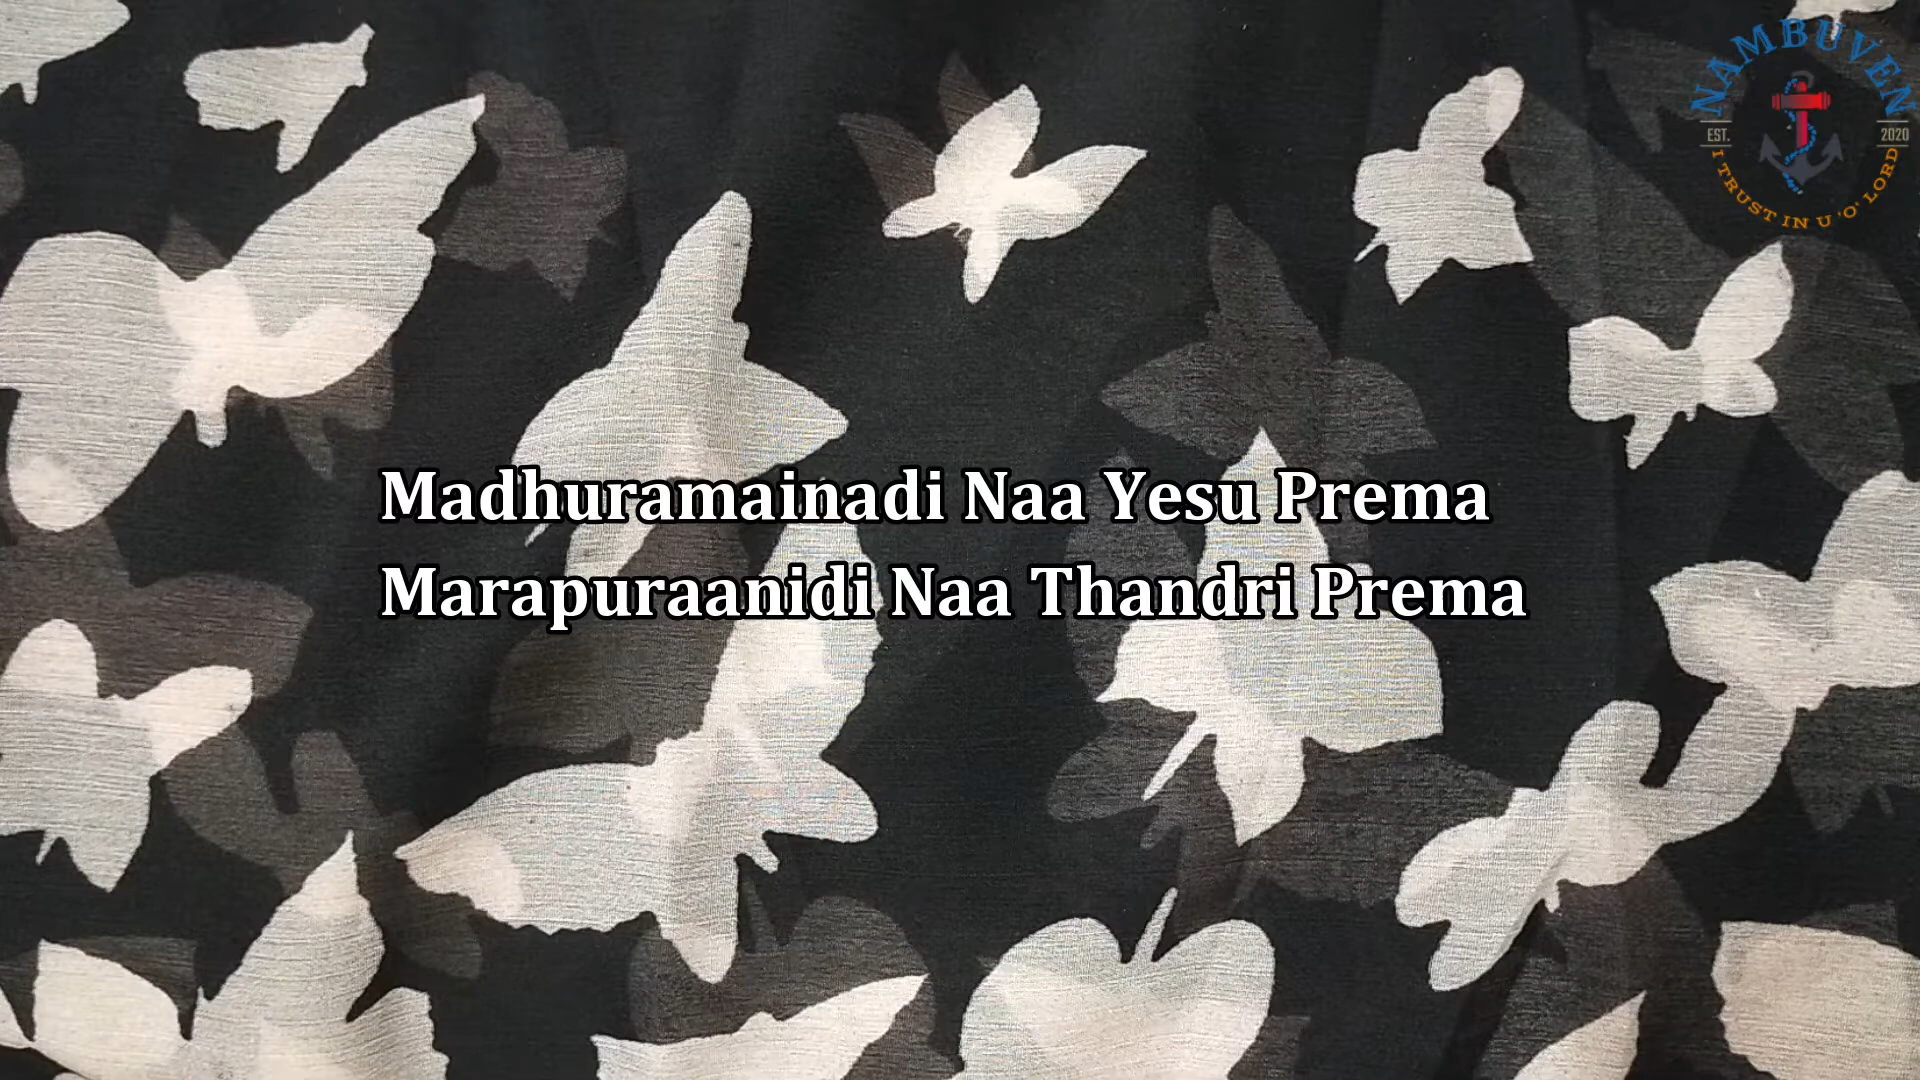 NAMBUVEN
EST. 2020
I TRUST IN U 'O' LORD
Madhuramainadi Naa Yesu Prema
Marapuraanidi Naa Thandri Prema